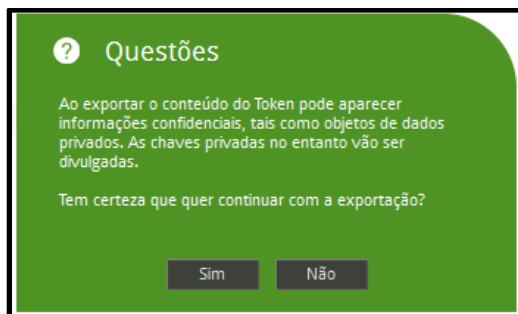 Questões
Ao exportar o conteúdo do Token pode aparecer
informações confidenciais, tais como objetos de dados
privados. As chaves privadas no entanto vão ser
divulgadas.
Tem certeza que quer continuar com a exportação?
Sim Não